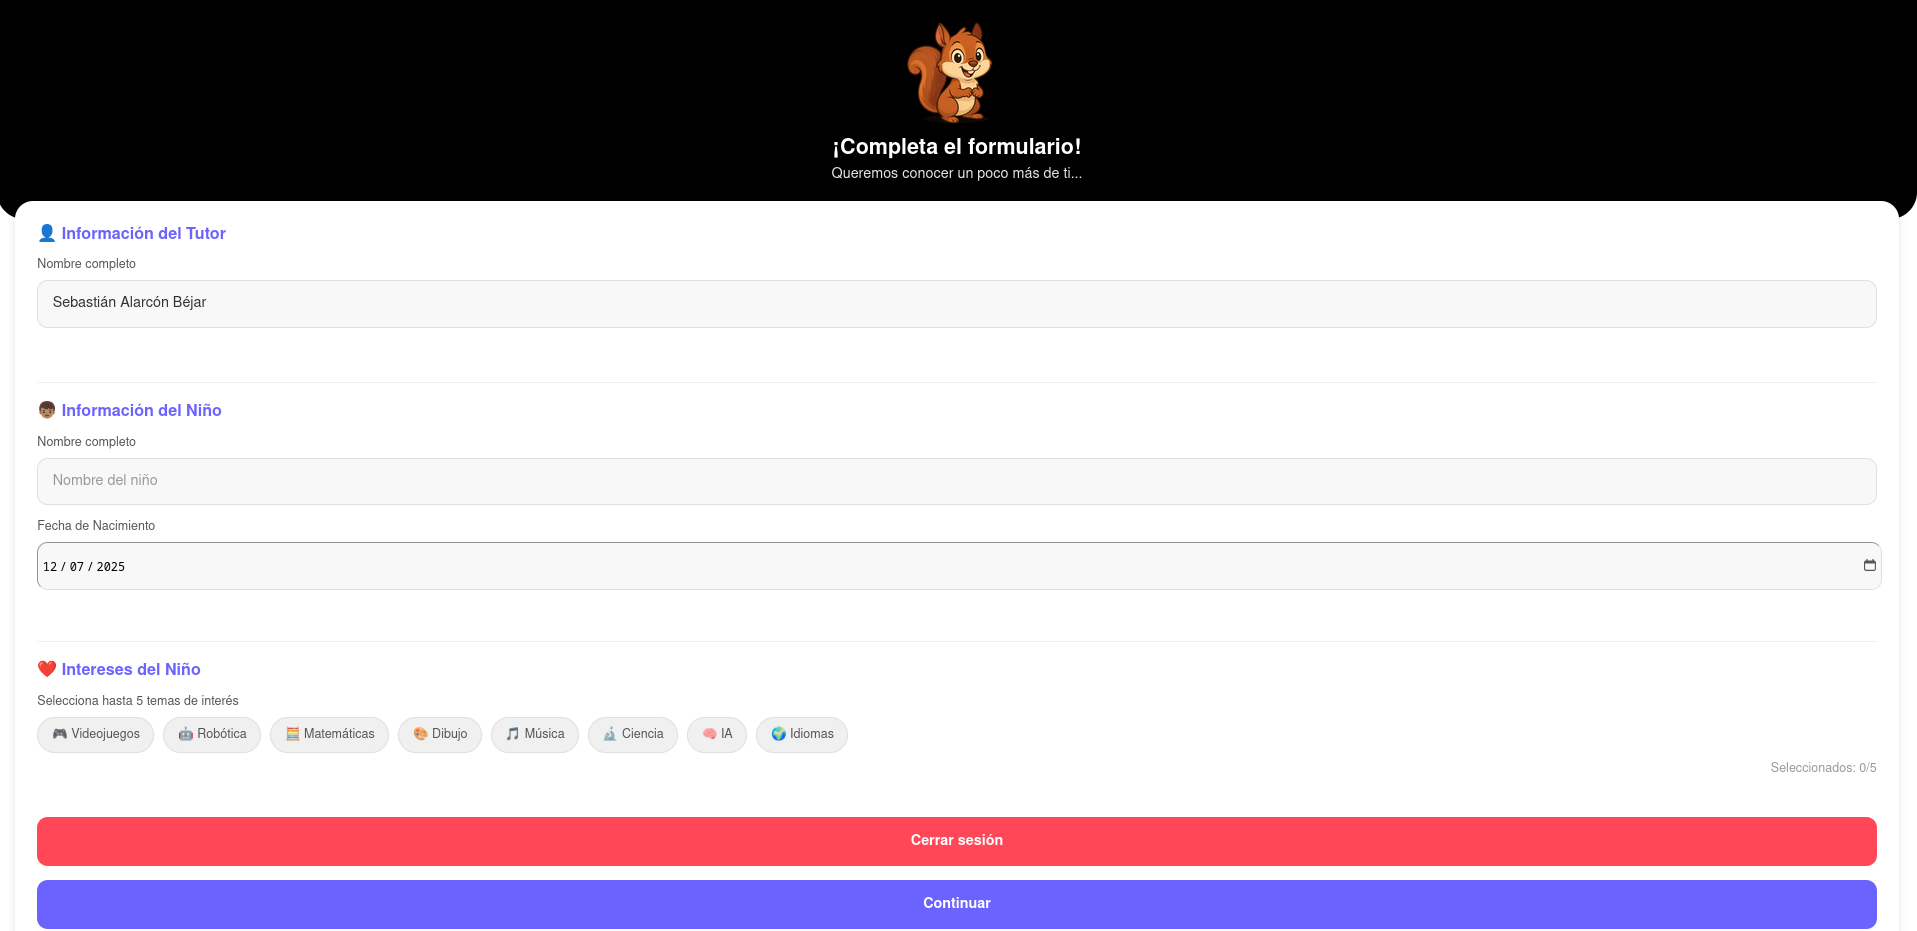 ¡Completa el formulario!
Queremos conocer un poco más de ti...
Información del Tutor
Nombre completo
Sebastián Alarcón Béjar
Información del Niño
Nombre completo
Nombre del niño
Fecha de Nacimiento
12 / 07 / 2025
Intereses del Niño
Selecciona hasta 5 temas de interés
Videojuegos Robótica Matemáticas Dibujo Música Ciencia IA Idiomas
Seleccionados: 0/5
Cerrar sesión
Continuar